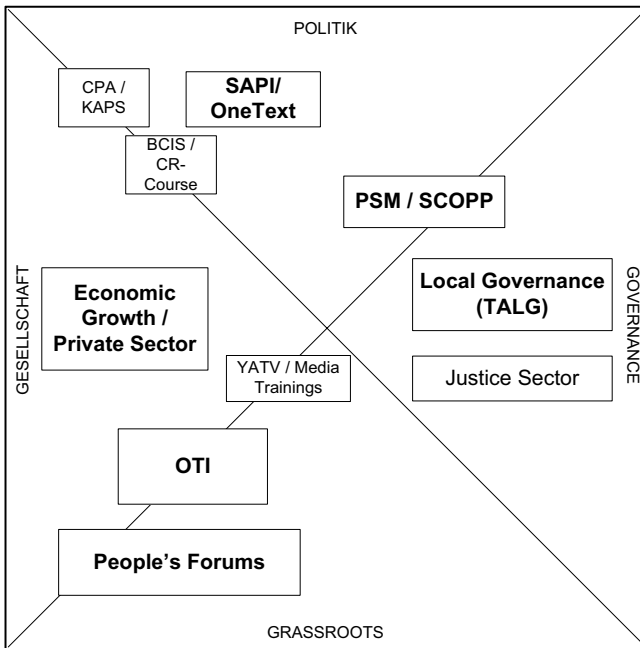 POLITIK
CPA /
KAPS
SAPI/
OneText
BCIS /
CR-
Course
PSM / SCOPP
GESELLSCHAFT
Economic
Growth /
Private Sector
Local Governance
(TALG)
GOVERNANCE
YATV / Media
Trainings
Justice Sector
OTI
People’s Forums
GRASSROOTS